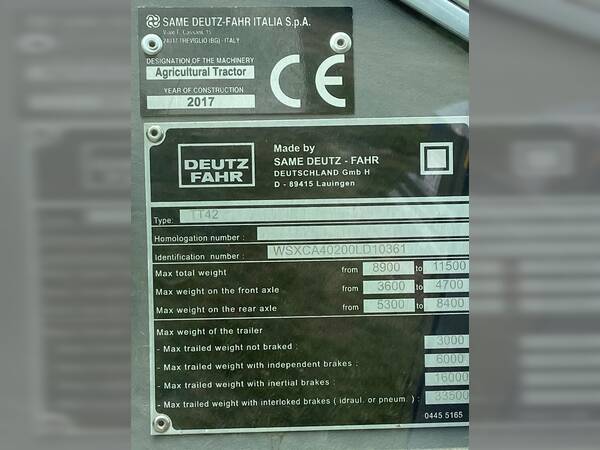 SAME DEUTZ-FAHR ITALIA S.p.A.
Viale F. Cassani, 15
24047 TREVIGLIO (BG) - ITALY
DESIGNATION OF THE MACHINERY
Agricultural Tractor
YEAR OF CONSTRUCTION
2017
CE
DEUTZ
FAHR
Made by
SAME DEUTZ - FAHR
DEUTSCHLAND Gmb H
D - 89415 Lauingen
Type: TT42
Homologation number :
Identification number : WSXCA40200LD10361
Max total weight from 8900 to 11500
Max weight on the front axle from 3600 to 4700
Max weight on the rear axle from 5300 to 8400
Max weight of the trailer
- Max trailed weight not braked : 3000
- Max trailed weight with independent brakes : 6000
- Max trailed weight with inertial brakes : 16000
- Max trailed weight with interloked brakes ( idraul. or pneum. ) : 33500
0445 5165